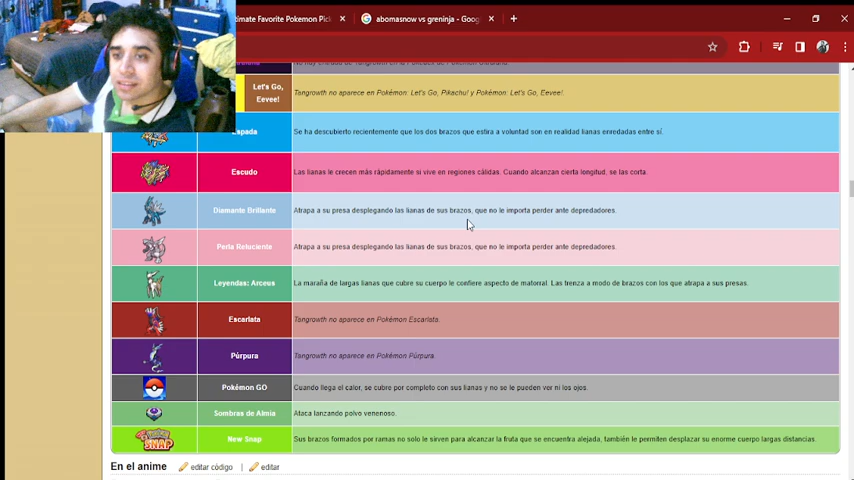 timate Favorite Pokemon Pick
abomasnow vs greninja - Goog
Let's Go, Eevee!
Tangrowth no aparece en Pokémon: Let's Go, Pikachu! y Pokémon: Let's Go, Eevee!.
Espada
Se ha descubierto recientemente que los dos brazos que estira a voluntad son en realidad lianas enredadas entre sí.
Escudo
Las lianas le crecen más rápidamente si vive en regiones cálidas. Cuando alcanzan cierta longitud, se las corta.
Diamante Brillante
Atrapa a su presa desplegando las lianas de sus brazos, que no le importa perder ante depredadores.
Perla Reluciente
Atrapa a su presa desplegando las lianas de sus brazos, que no le importa perder ante depredadores.
Leyendas: Arceus
La maraña de largas lianas que cubre su cuerpo le confiere aspecto de matorral. Las trenza a modo de brazos con los que atrapa a sus presas.
Escarlata
Tangrowth no aparece en Pokémon Escarlata.
Púrpura
Tangrowth no aparece en Pokémon Púrpura.
Pokémon GO
Cuando llega el calor, se cubre por completo con sus lianas y no se le pueden ver ni los ojos.
Sombras de Almia
Ataca lanzando polvo venenoso.
SNAP
New Snap
Sus brazos formados por ramas no solo le sirven para alcanzar la fruta que se encuentra alejada, también le permiten desplazar su enorme cuerpo largas distancias.
En el anime editar código | editar